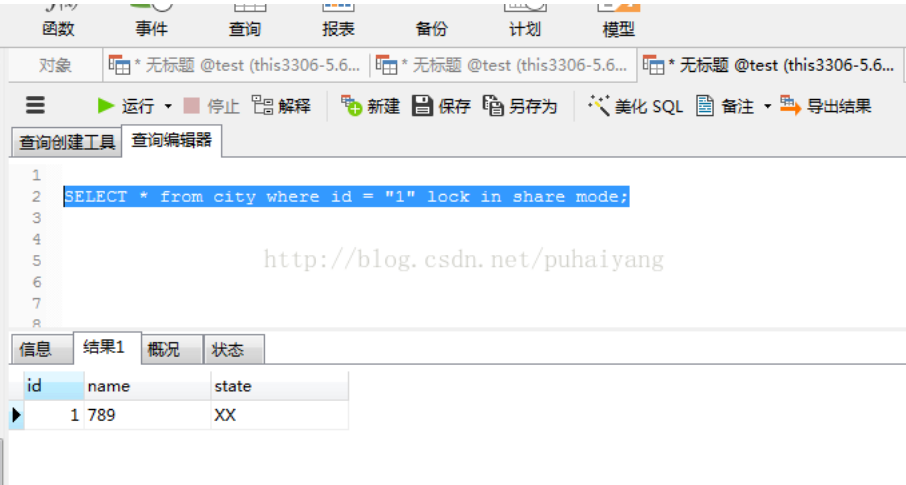 函数 事件 查询 报表 备份 计划 模型
对象 * 无标题 @test (this3306-5.6... * 无标题 @test (this3306-5.6... * 无标题 @test (this3306-5.6...
运行 停止 解释 新建 保存 另存为 美化 SQL 备注 导出结果
查询创建工具 查询编辑器
1
2 SELECT * from city where id = "1" lock in share mode;
3
4
5 http://blog.csdn.net/puhaiyang
6
7
8
信息 结果1 概况 状态
id name state
1 789 XX